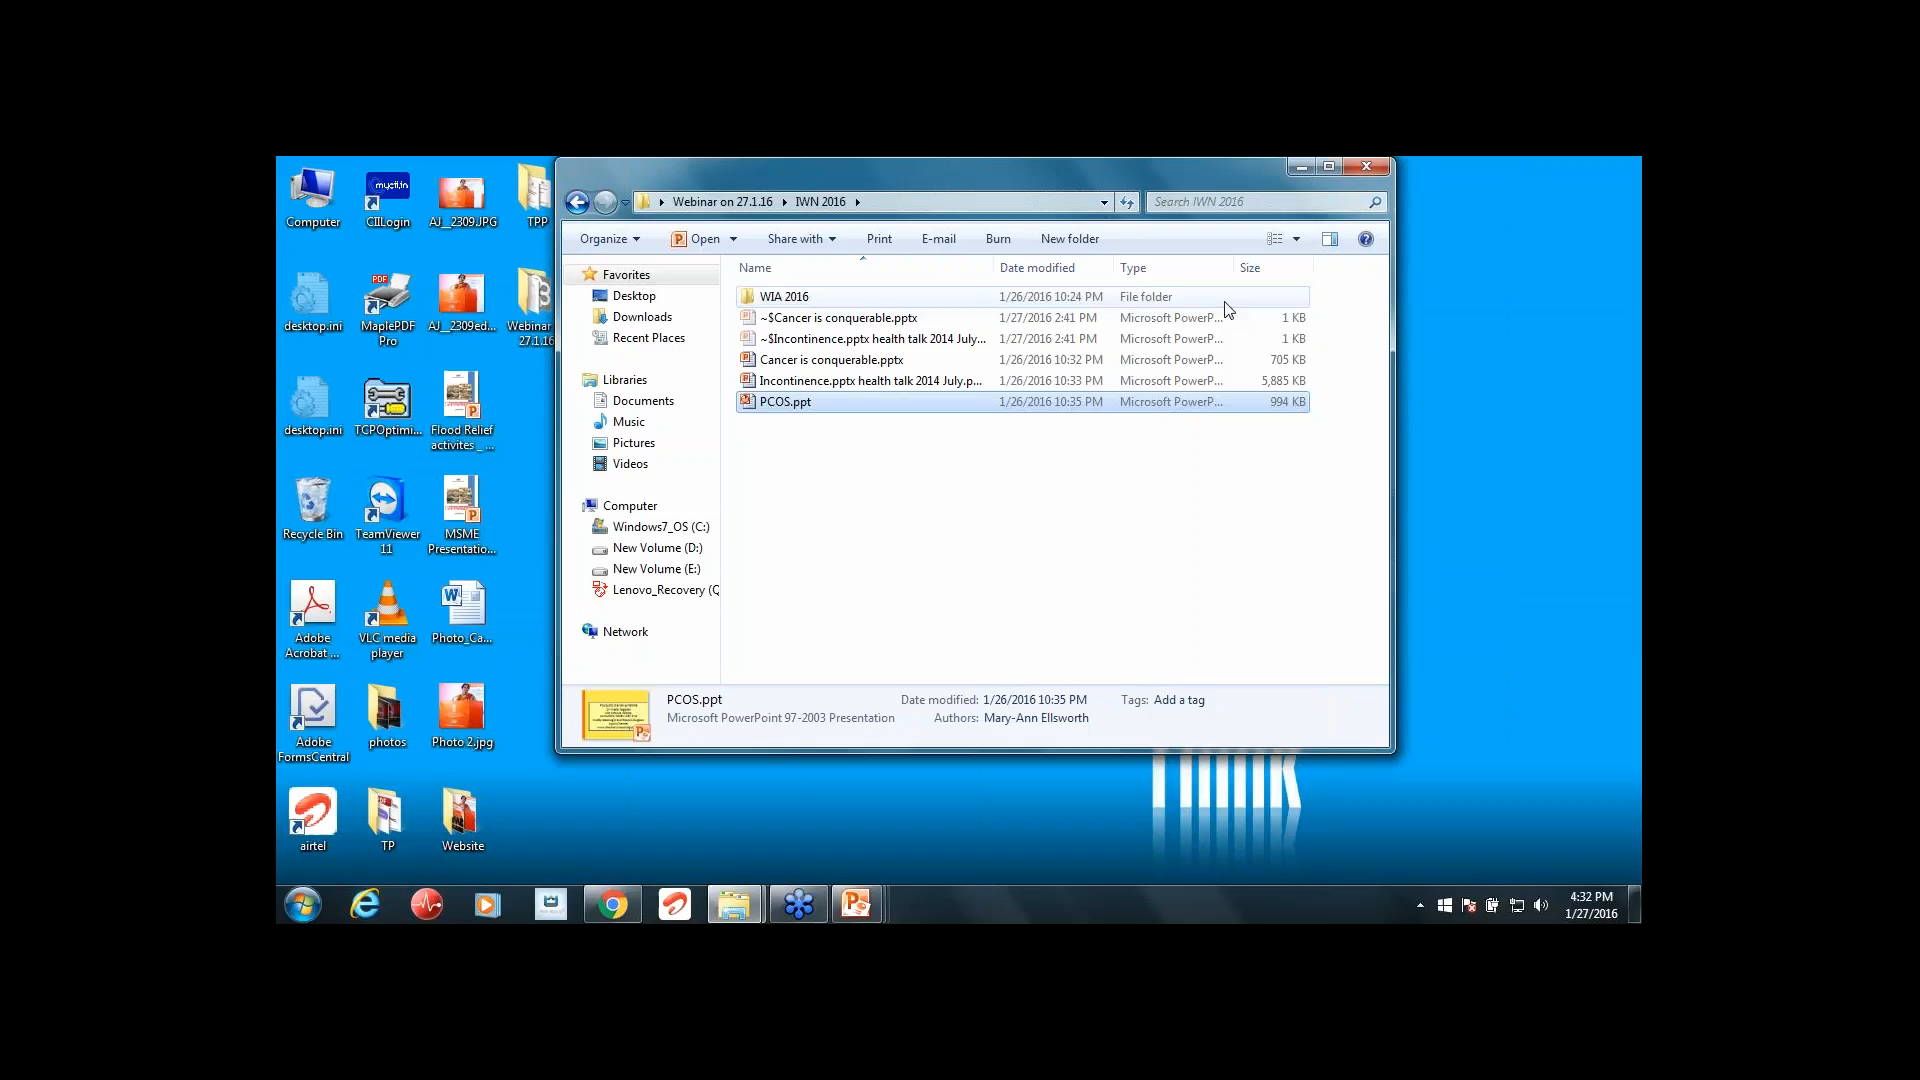 Computer
myCII.in
CIILogin
AJ__2309.JPG
TPP
desktop.ini
PDF
MaplePDF
Pro
AJ__2309ed...
Webinar
27.1.16
desktop.ini
TCPOptimi...
Flood Relief
activites _ ...
Recycle Bin
TeamViewer
11
MSME
Presentatio...
Adobe
Acrobat ...
VLC media
player
Photo_Ca...
Adobe
FormsCentral
photos
Photo 2.jpg
airtel
TP
Website
Webinar on 27.1.16 IWN 2016
Search IWN 2016
Organize Open Share with Print E-mail Burn New folder
Name Date modified Type Size
WIA 2016 1/26/2016 10:24 PM File folder
~$Cancer is conquerable.pptx 1/27/2016 2:41 PM Microsoft PowerP... 1 KB
~$Incontinence.pptx health talk 2014 July... 1/27/2016 2:41 PM Microsoft PowerP... 1 KB
Cancer is conquerable.pptx 1/26/2016 10:32 PM Microsoft PowerP... 705 KB
Incontinence.pptx health talk 2014 July.p... 1/26/2016 10:33 PM Microsoft PowerP... 5,885 KB
PCOS.ppt 1/26/2016 10:35 PM Microsoft PowerP... 994 KB
Favorites
Desktop
Downloads
Recent Places
Libraries
Documents
Music
Pictures
Videos
Computer
Windows7_OS (C:)
New Volume (D:)
New Volume (E:)
Lenovo_Recovery (Q
Network
PCOS.ppt Date modified: 1/26/2016 10:35 PM Tags: Add a tag
Microsoft PowerPoint 97-2003 Presentation Authors: Mary-Ann Ellsworth
4:32 PM
1/27/2016